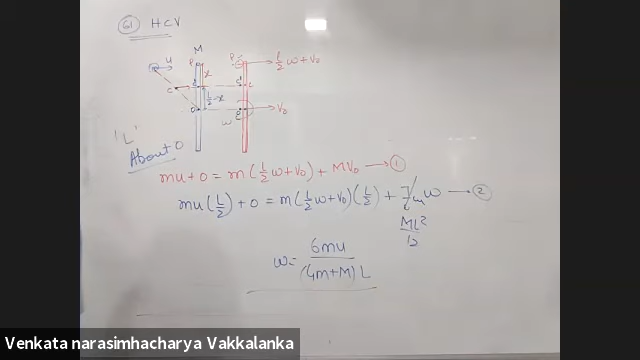 61 HCV
M
P
u
x
C
C'
L/2 - x
O
ω
P
L/2 ω + V₀
C'
C
V₀
'L'
About O
mu + 0 = m (L/2 ω + V₀) + MV₀ → ①
mu (L/2) + 0 = m (L/2 ω + V₀) (L/2) + I ω → ②
ML²/12
ω = 6mu / (4m+M) L
Venkata narasimhacharya Vakkalanka